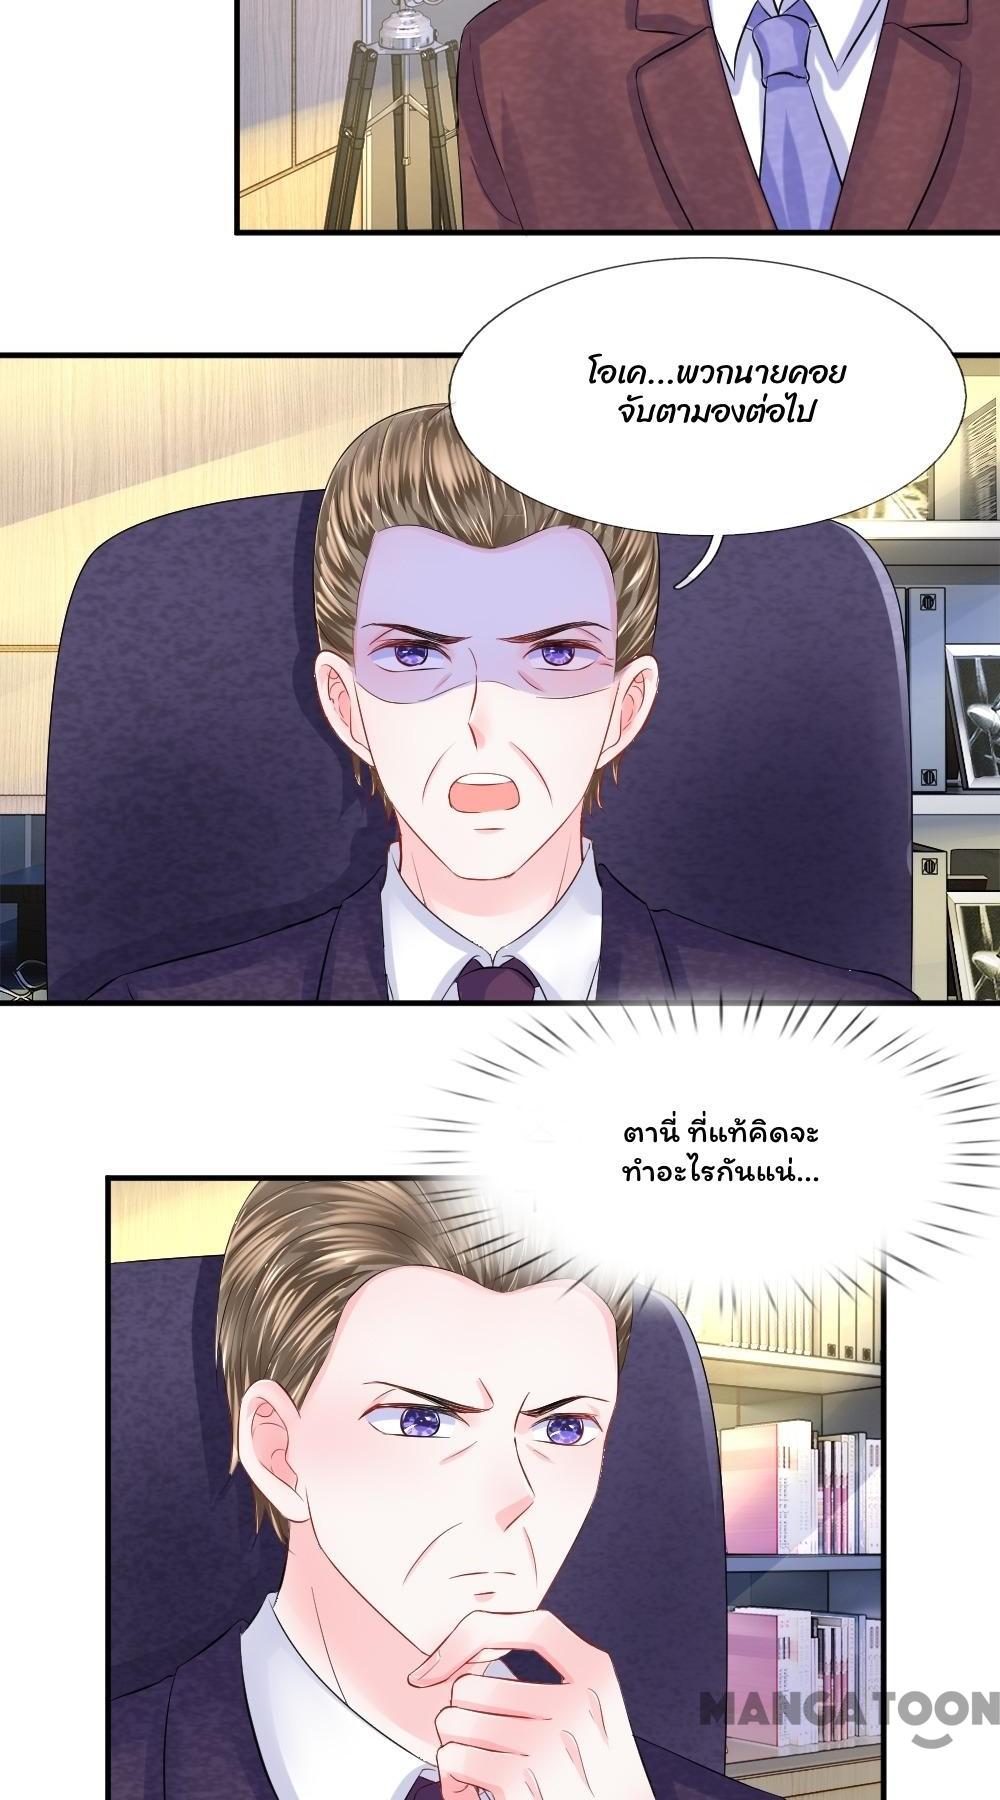 โอเค...พวกนายคอย
จับตามองต่อไป
ตานี่ ที่แท้คิดจะ
ทำอะไรกันแน่...
MANGATOON